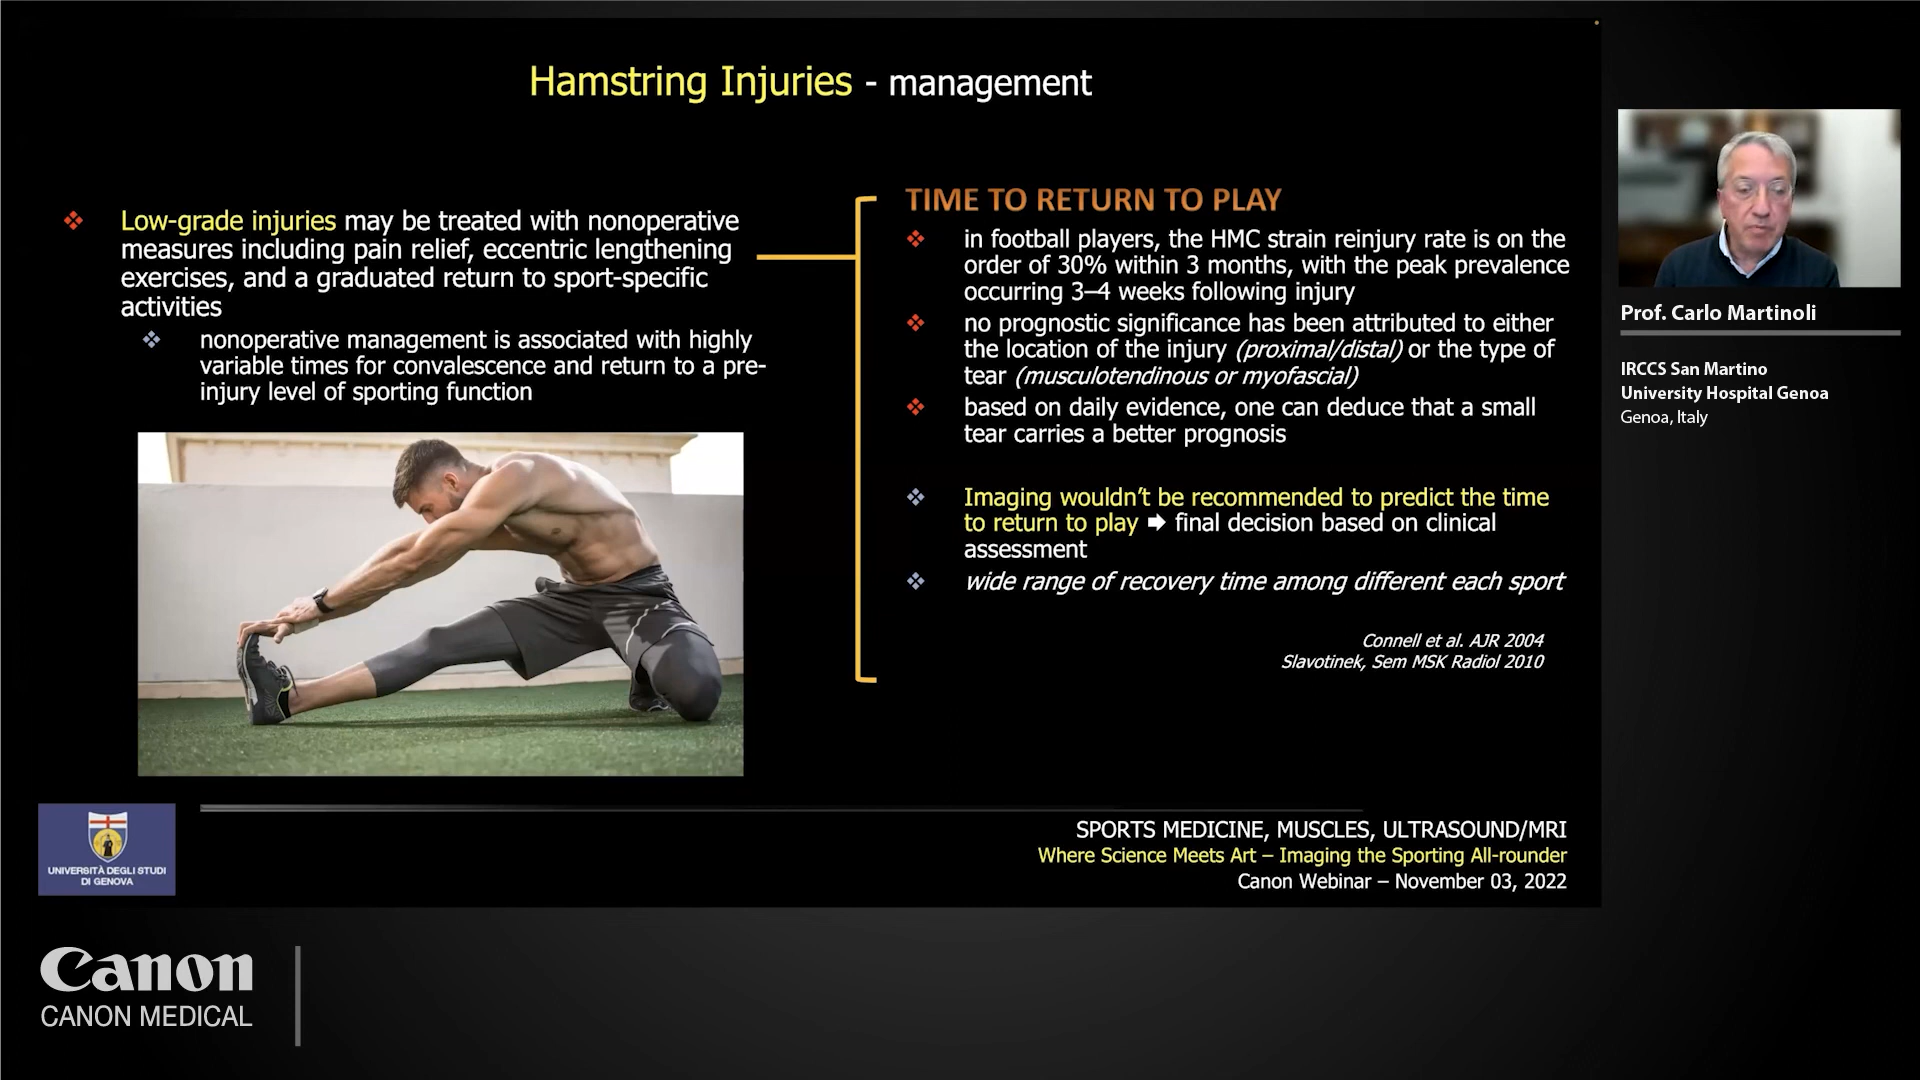 Hamstring Injuries - management
Low-grade injuries may be treated with nonoperative
measures including pain relief, eccentric lengthening
exercises, and a graduated return to sport-specific
activities
nonoperative management is associated with highly
variable times for convalescence and return to a pre-
injury level of sporting function
TIME TO RETURN TO PLAY
in football players, the HMC strain reinjury rate is on the
order of 30% within 3 months, with the peak prevalence
occurring 3–4 weeks following injury
no prognostic significance has been attributed to either
the location of the injury (proximal/distal) or the type of
tear (musculotendinous or myofascial)
based on daily evidence, one can deduce that a small
tear carries a better prognosis
Imaging wouldn't be recommended to predict the time
to return to play ➡ final decision based on clinical
assessment
wide range of recovery time among different each sport
Connell et al. AJR 2004
Slavotinek, Sem MSK Radiol 2010
UNIVERSITÀ DEGLI STUDI
DI GENOVA
SPORTS MEDICINE, MUSCLES, ULTRASOUND/MRI
Where Science Meets Art – Imaging the Sporting All-rounder
Canon Webinar – November 03, 2022
Prof. Carlo Martinoli
IRCCS San Martino
University Hospital Genoa
Genoa, Italy
Canon
CANON MEDICAL